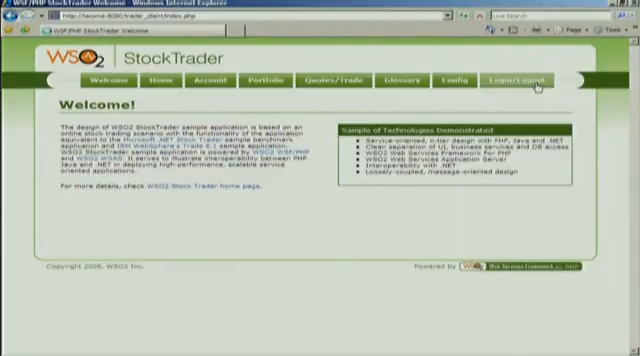 WSF/PHP StockTrader Welcome - Windows Internet Explorer
http://tacoma:8080/trader_client/index.php
Live Search
WSF/PHP StockTrader Welcome
Page
Tools
WSO2 StockTrader
Welcome Home Account Portfolio Quotes/Trade Glossary Config Login/Logout
Welcome!
The design of WSO2 StockTrader sample application is based on an
online stock trading scenario with the functionality of the application
equivalent to the Microsoft .NET Stock Trader sample benchmark
application and IBM WebSphere's Trade 6.1 sample application.
WSO2 StockTrader sample application is powered by WSO2 WSF/PHP
and WSO2 WSAS. It serves to illustrate interoperability between PHP
Java and .NET in deploying high-performance, scalable service
oriented applications.
For more details, check WSO2 Stock Trader home page.
Sample of Technologies Demonstrated
Service-oriented, n-tier design with PHP, Java and .NET
Clean separation of UI, business services and DB access
WSO2 Web Services Framework For PHP
WSO2 Web Services Application Server
Interoperability with .NET
Loosely-coupled, message-oriented design
Copyright 2008, WSO2 Inc.
Powered by WSO2 Web Services Framework